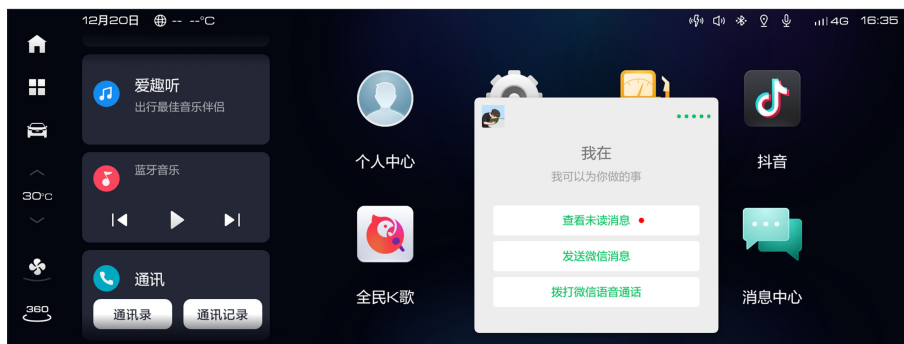 12月20日 -- --°C
4G 16:35
爱趣听
出行最佳音乐伴侣
蓝牙音乐
30°C
通讯
通讯录 通讯记录
360
个人中心
抖音
全民K歌
消息中心
我在
我可以为你做的事
查看未读消息
发送微信消息
拨打微信语音通话